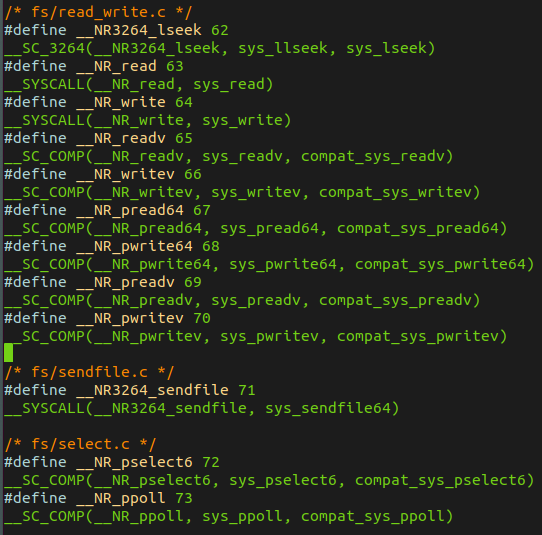 /* fs/read_write.c */
#define __NR3264_lseek 62
__SC_3264(__NR3264_lseek, sys_llseek, sys_lseek)
#define __NR_read 63
__SYSCALL(__NR_read, sys_read)
#define __NR_write 64
__SYSCALL(__NR_write, sys_write)
#define __NR_readv 65
__SC_COMP(__NR_readv, sys_readv, compat_sys_readv)
#define __NR_writev 66
__SC_COMP(__NR_writev, sys_writev, compat_sys_writev)
#define __NR_pread64 67
__SC_COMP(__NR_pread64, sys_pread64, compat_sys_pread64)
#define __NR_pwrite64 68
__SC_COMP(__NR_pwrite64, sys_pwrite64, compat_sys_pwrite64)
#define __NR_preadv 69
__SC_COMP(__NR_preadv, sys_preadv, compat_sys_preadv)
#define __NR_pwritev 70
__SC_COMP(__NR_pwritev, sys_pwritev, compat_sys_pwritev)
/* fs/sendfile.c */
#define __NR3264_sendfile 71
__SYSCALL(__NR3264_sendfile, sys_sendfile64)
/* fs/select.c */
#define __NR_pselect6 72
__SC_COMP(__NR_pselect6, sys_pselect6, compat_sys_pselect6)
#define __NR_ppoll 73
__SC_COMP(__NR_ppoll, sys_ppoll, compat_sys_ppoll)